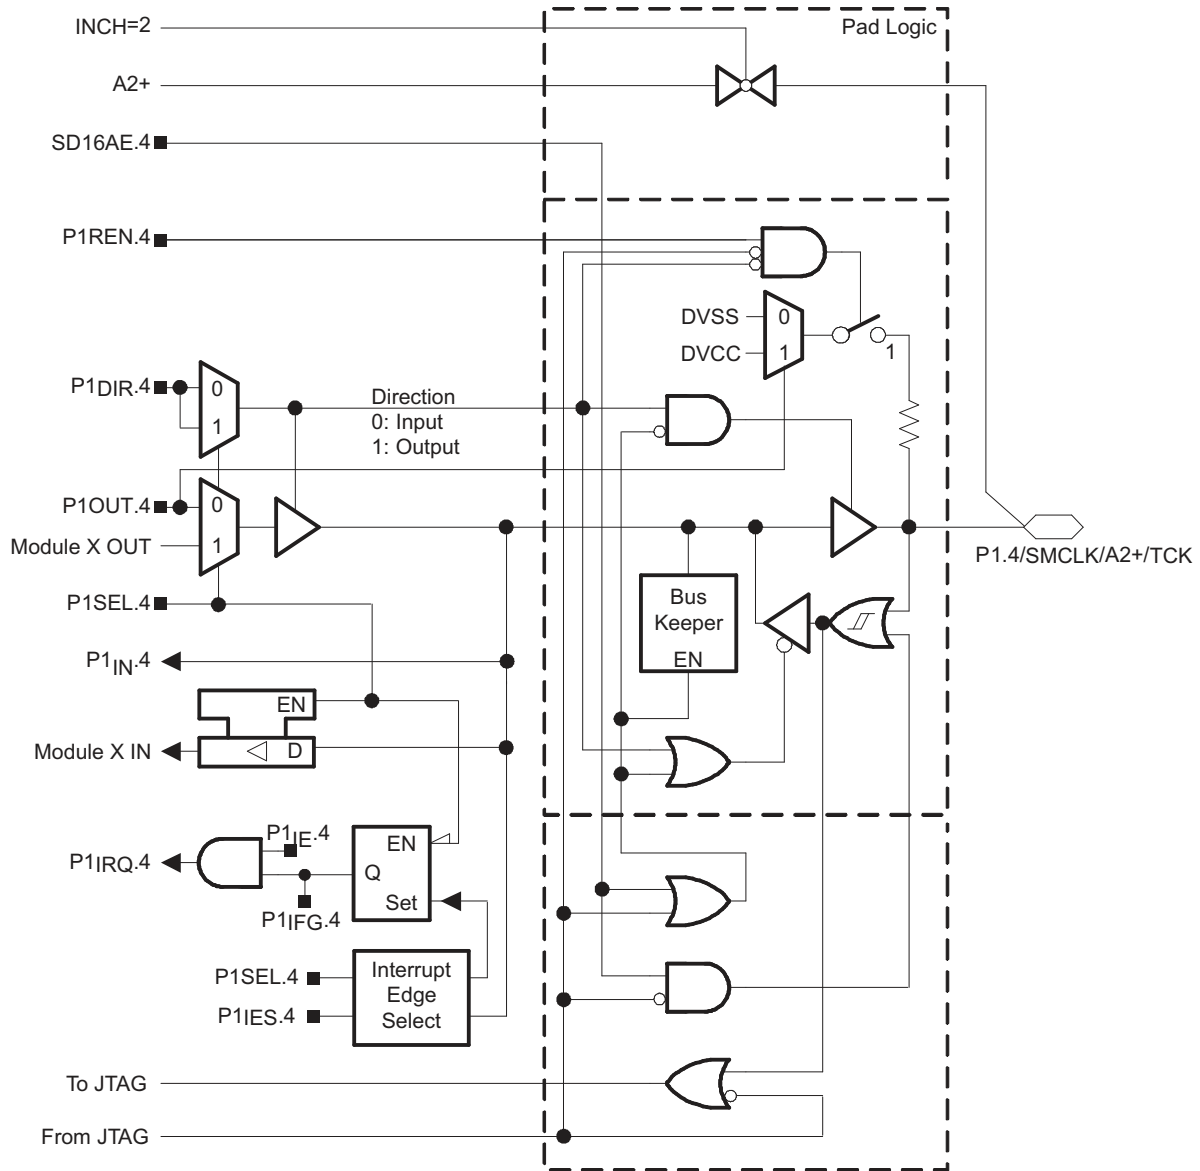 INCH=2
Pad Logic
A2+
SD16AE.4
P1REN.4
DVSS
0
DVCC
1
1
P1DIR.4
0
1
Direction
0: Input
1: Output
P1OUT.4
0
Module X OUT
1
P1.4/SMCLK/A2+/TCK
P1SEL.4
Bus
Keeper
EN
P1IN.4
EN
Module X IN
D
P1IE.4
EN
P1IRQ.4
Q
Set
P1IFG.4
P1SEL.4
Interrupt
Edge
Select
P1IES.4
To JTAG
From JTAG